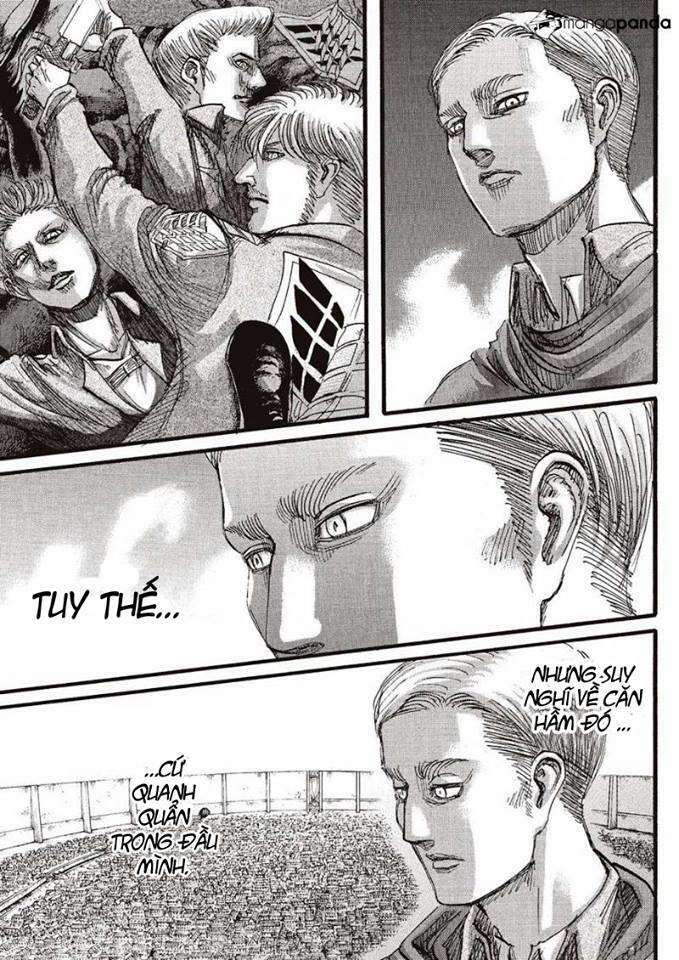 mangapanda
TUY THẾ...
NHƯNG SUY
NGHĨ VỀ CĂN
HẦM ĐÓ ...
...CỨ
QUANH
QUẨN
TRONG ĐẦU
MÌNH.